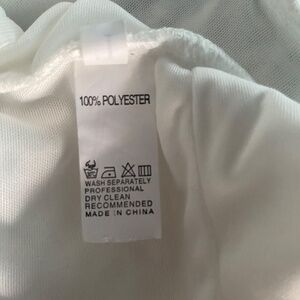 100% POLYESTER
WASH SEPARATELY
PROFESSIONAL
DRY CLEAN
RECOMMENDED
MADE IN CHINA